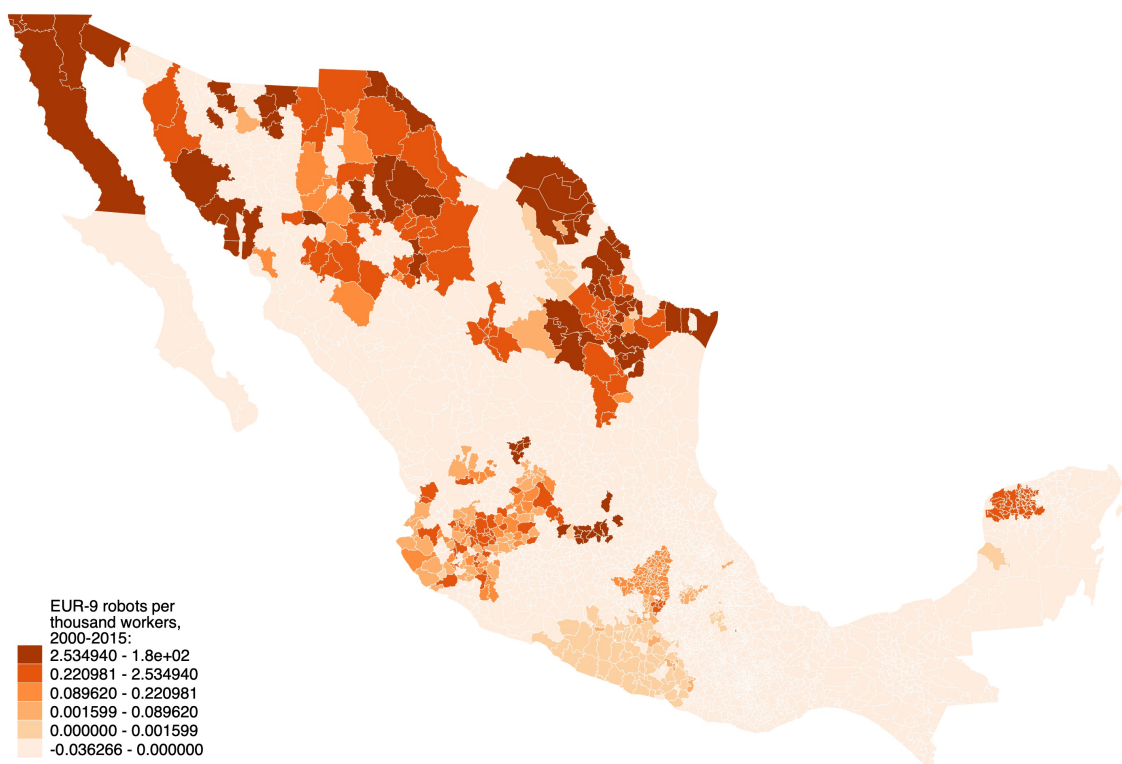 EUR-9 robots per
thousand workers,
2000-2015:
2.534940 - 1.8e+02
0.220981 - 2.534940
0.089620 - 0.220981
0.001599 - 0.089620
0.000000 - 0.001599
-0.036266 - 0.000000